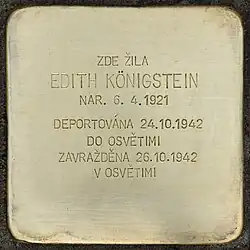 ZDE ŽILA
EDITH KÖNIGSTEIN
NAR. 6. 4. 1921
DEPORTOVÁNA 24.10.1942
DO OSVĚTIMI
ZAVRAŽDĚNA 26.10.1942
V OSVĚTIMI